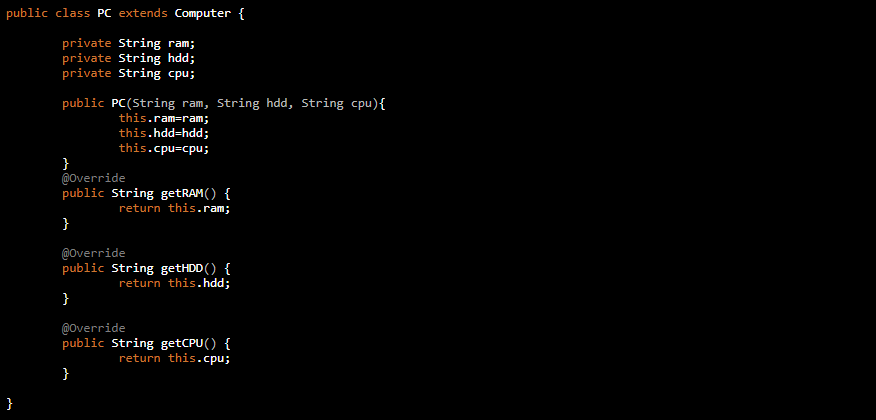 public class PC extends Computer {
private String ram;
private String hdd;
private String cpu;
public PC(String ram, String hdd, String cpu){
this.ram=ram;
this.hdd=hdd;
this.cpu=cpu;
}
@Override
public String getRAM() {
return this.ram;
}
@Override
public String getHDD() {
return this.hdd;
}
@Override
public String getCPU() {
return this.cpu;
}
}